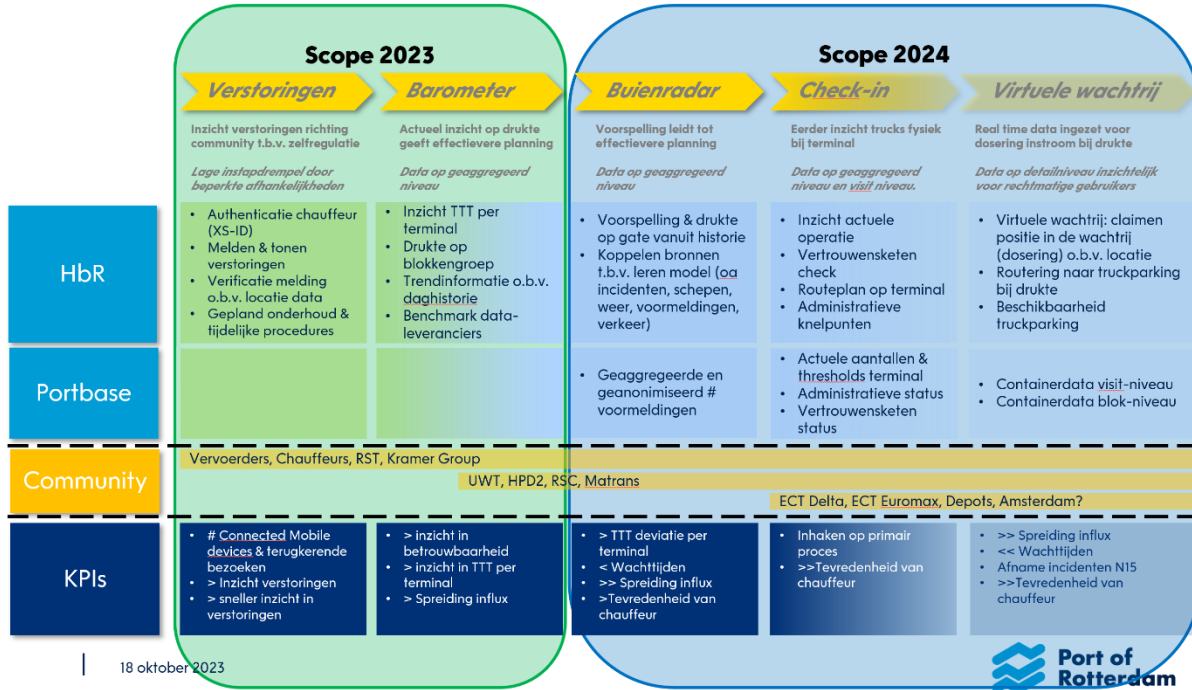 Scope 2023
Scope 2024
Verstoringen
Barometer
Buienradar
Check-in
Virtuele wachtrij
Inzicht verstoringen richting
community t.b.v. zelfregulatie
Lage instapdrempel door
beperkte afhankelijkheden
Actueel inzicht op drukte
geeft effectievere planning
Data op geaggregeerd
niveau
Voorspelling leidt tot
effectievere planning
Data op geaggregeerd
niveau
Eerder inzicht trucks fysiek
bij terminal
Data op geaggregeerd
niveau en visit niveau.
Real time data ingezet voor
dosering instroom bij drukte
Data op detailniveau inzichtelijk
voor rechtmatige gebruikers
HbR
• Authenticatie chauffeur
(XS-ID)
• Melden & tonen
verstoringen
• Verificatie melding
o.b.v. locatie data
• Gepland onderhoud &
tijdelijke procedures
• Inzicht TTT per
terminal
• Drukte op
blokkengroep
• Trendinformatie o.b.v.
daghistorie
• Benchmark data-
leveranciers
• Voorspelling & drukte
op gate vanuit historie
• Koppelen bronnen
t.b.v. leren model (oa
incidenten, schepen,
weer, voormeldingen,
verkeer)
• Inzicht actuele
operatie
• Vertrouwensketen
check
• Routeplan op terminal
• Administratieve
knelpunten
• Virtuele wachtrij: claimen
positie in de wachtrij
(dosering) o.b.v. locatie
• Routering naar truckparking
bij drukte
• Beschikbaarheid
truckparking
Portbase
• Geaggregeerde en
geanonimiseerd #
voormeldingen
• Actuele aantallen &
thresholds terminal
• Administratieve status
• Vertrouwensketen
status
• Containerdata visit-niveau
• Containerdata blok-niveau
Community
Vervoerders, Chauffeurs, RST, Kramer Group
UWT, HPD2, RSC, Matrans
ECT Delta, ECT Euromax, Depots, Amsterdam?
KPIs
• # Connected Mobile
devices & terugkerende
bezoeken
• > Inzicht verstoringen
• > sneller inzicht in
verstoringen
• > inzicht in
betrouwbaarheid
• > inzicht in TTT per
terminal
• > Spreiding influx
• > TTT deviatie per
terminal
• < Wachttijden
• >> Spreiding influx
• >Tevredenheid van
chauffeur
• Inhaken op primair
proces
• >>Tevredenheid van
chauffeur
• >> Spreiding influx
• << Wachttijden
• Afname incidenten N15
• >>Tevredenheid van
chauffeur
18 oktober 2023
Port of
Rotterdam